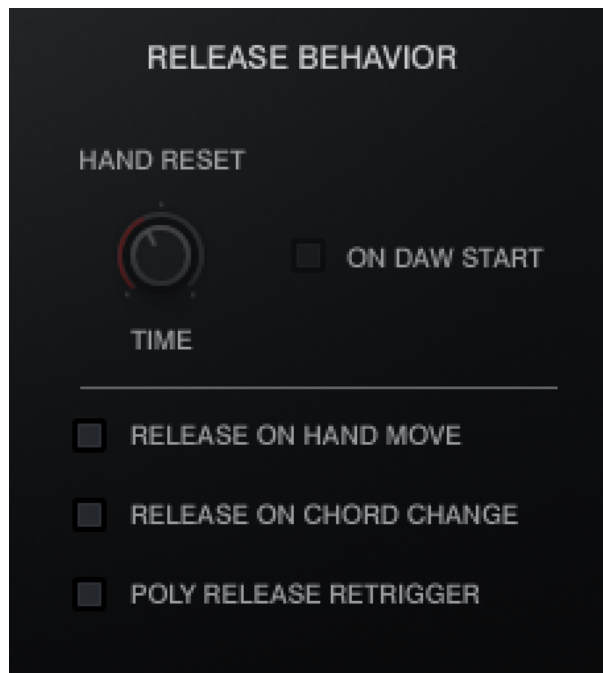 RELEASE BEHAVIOR
HAND RESET
ON DAW START
TIME
RELEASE ON HAND MOVE
RELEASE ON CHORD CHANGE
POLY RELEASE RETRIGGER